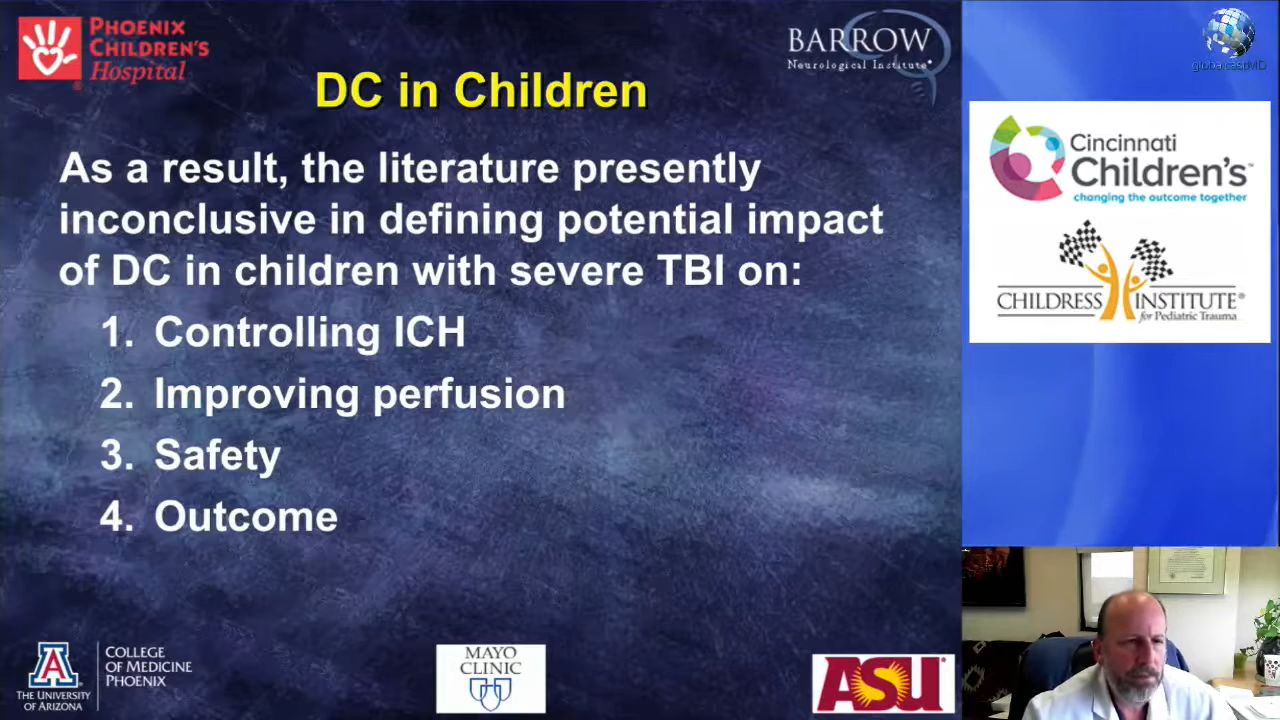 PHOENIX
CHILDREN'S
Hospital
BARROW
Neurological Institute®
DC in Children
As a result, the literature presently
inconclusive in defining potential impact
of DC in children with severe TBI on:
1. Controlling ICH
2. Improving perfusion
3. Safety
4. Outcome
THE UNIVERSITY
OF ARIZONA
COLLEGE
OF MEDICINE
PHOENIX
MAYO
CLINIC
ASU
globalcastMD
Cincinnati
Children's™
changing the outcome together
CHILDRESS INSTITUTE®
for Pediatric Trauma